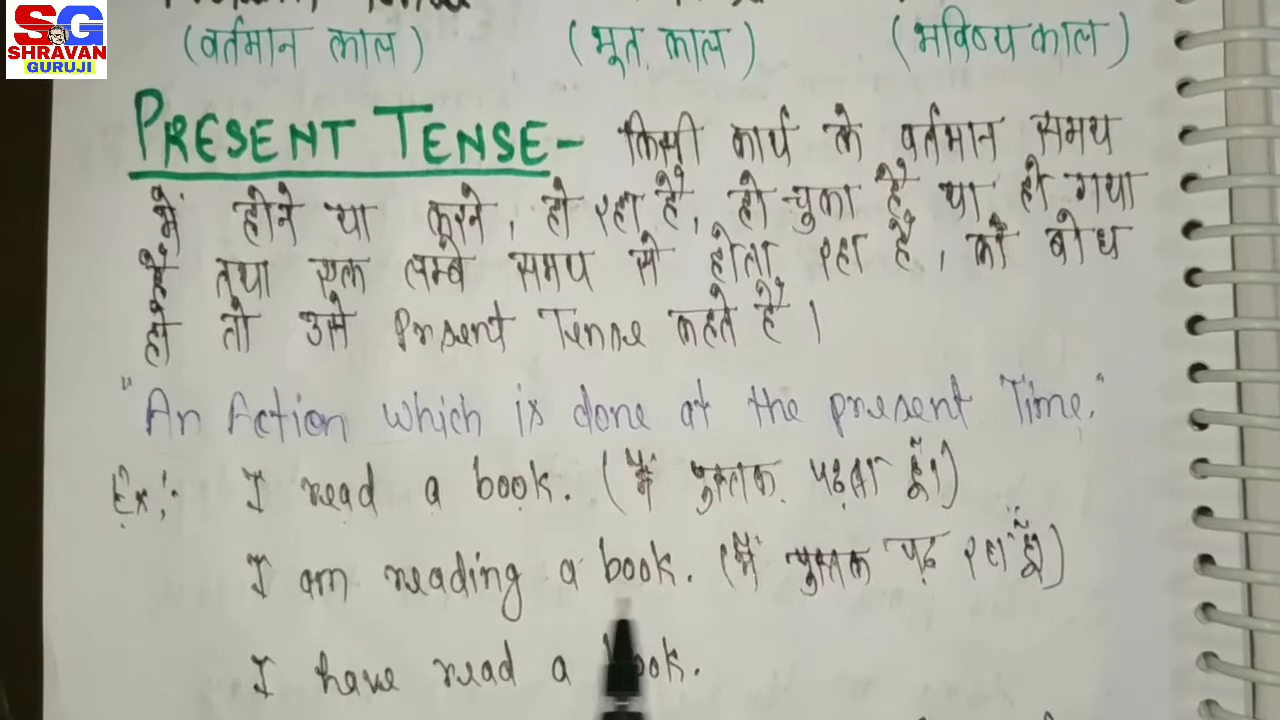 SG
SHRAVAN
GURUJI
(वर्तमान काल) (भूत काल) (भविष्य काल)
PRESENT TENSE- किसी कार्य के वर्तमान समय
में होने या करने, हो रहा है, हो चुका है या हो गया
है तथा एक लम्बे समय से होता रहा है, का बोध
हो तो उसे Present Tense कहते हैं।
"An Action which is done at the present Time."
Ex:- I read a book. (मैं पुस्तक पढ़ता हूँ।)
I am reading a book. (मैं पुस्तक पढ़ रहा हूँ)
I have read a book.